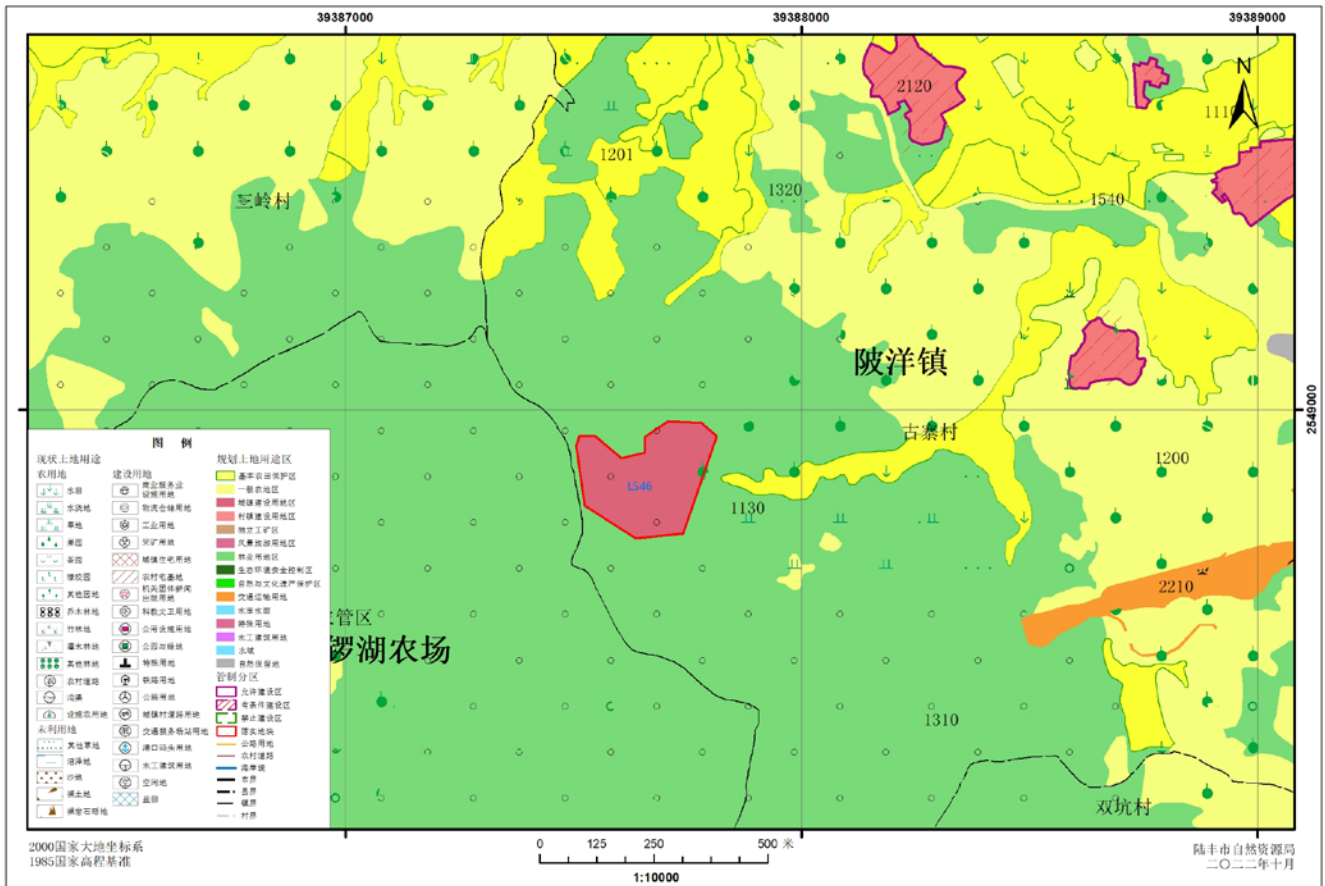 39387000
39388000
39389000
N
2120
1110
1201
1320
1540
三岭村
陂洋镇
2549000
古寨村
1200
LS46
1130
2210
农管区
锣湖农场
1310
双坑村
图 例
现状土地用途
农用地
水田
水浇地
旱地
果园
茶园
橡胶园
其他园地
乔木林地
竹林地
灌木林地
其他林地
农村道路
沟渠
设施农用地
未利用地
其他草地
沼泽地
沙地
裸土地
裸岩石砾地
建设用地
商业服务业
设施用地
物流仓储用地
工业用地
采矿用地
城镇住宅用地
农村宅基地
机关团体新闻
出版用地
科教文卫用地
公用设施用地
公园与绿地
特殊用地
铁路用地
公路用地
城镇村道路用地
交通服务场站用地
港口码头用地
水工建筑用地
空闲地
盐田
规划土地用途区
基本农田保护区
一般农地区
城镇建设用地区
村镇建设用地区
独立工矿区
风景旅游用地区
林业用地区
生态环境安全控制区
自然与文化遗产保护区
交通运输用地
水库水面
特殊用地
水工建筑用地
水域
自然保留地
管制分区
允许建设区
有条件建设区
禁止建设区
落实地块
公路用地
农村道路
海岸线
市界
县界
镇界
村界
2000国家大地坐标系
1985国家高程基准
0 125 250 500 米
1:10000
陆丰市自然资源局
二〇二二年十月